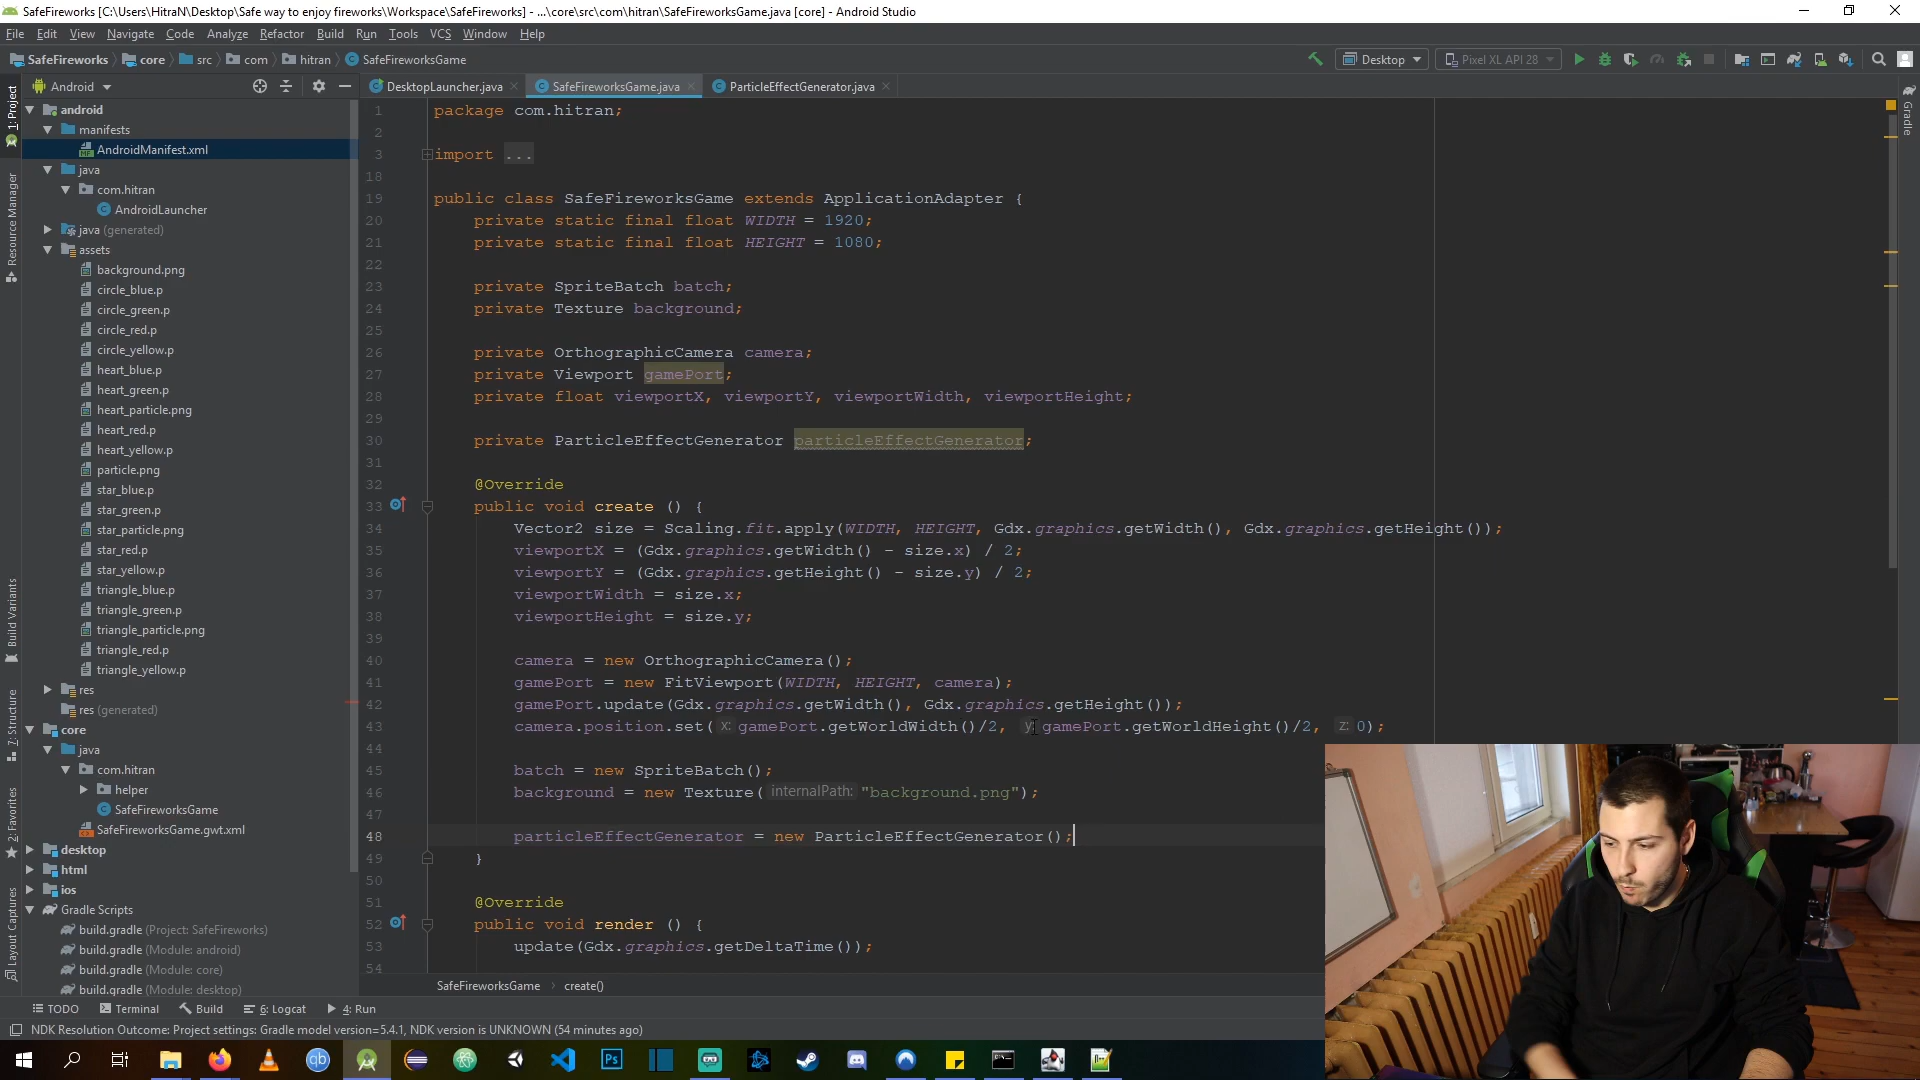 SafeFireworks [C:\Users\HitraN\Desktop\Safe way to enjoy fireworks\Workspace\SafeFireworks] - ...\core\src\com\hitran\SafeFireworksGame.java [core] - Android Studio
File Edit View Navigate Code Analyze Refactor Build Run Tools VCS Window Help
SafeFireworks core src com hitran SafeFireworksGame Desktop Pixel XL API 28
Android DesktopLauncher.java SafeFireworksGame.java ParticleEffectGenerator.java
1: Project
Resource Manager
Build Variants
7: Structure
2: Favorites
Layout Captures
Gradle
android
manifests
AndroidManifest.xml
java
com.hitran
AndroidLauncher
java (generated)
assets
background.png
circle_blue.p
circle_green.p
circle_red.p
circle_yellow.p
heart_blue.p
heart_green.p
heart_particle.png
heart_red.p
heart_yellow.p
particle.png
star_blue.p
star_green.p
star_particle.png
star_red.p
star_yellow.p
triangle_blue.p
triangle_green.p
triangle_particle.png
triangle_red.p
triangle_yellow.p
res
res (generated)
core
java
com.hitran
helper
SafeFireworksGame
SafeFireworksGame.gwt.xml
desktop
html
ios
Gradle Scripts
build.gradle (Project: SafeFireworks)
build.gradle (Module: android)
build.gradle (Module: core)
build.gradle (Module: desktop)
1 package com.hitran;
2
3 import ...
18
19 public class SafeFireworksGame extends ApplicationAdapter {
20 private static final float WIDTH = 1920;
21 private static final float HEIGHT = 1080;
22
23 private SpriteBatch batch;
24 private Texture background;
25
26 private OrthographicCamera camera;
27 private Viewport gamePort;
28 private float viewportX, viewportY, viewportWidth, viewportHeight;
29
30 private ParticleEffectGenerator particleEffectGenerator;
31
32 @Override
33 public void create () {
34 Vector2 size = Scaling.fit.apply(WIDTH, HEIGHT, Gdx.graphics.getWidth(), Gdx.graphics.getHeight());
35 viewportX = (Gdx.graphics.getWidth() - size.x) / 2;
36 viewportY = (Gdx.graphics.getHeight() - size.y) / 2;
37 viewportWidth = size.x;
38 viewportHeight = size.y;
39
40 camera = new OrthographicCamera();
41 gamePort = new FitViewport(WIDTH, HEIGHT, camera);
42 gamePort.update(Gdx.graphics.getWidth(), Gdx.graphics.getHeight());
43 camera.position.set( x: gamePort.getWorldWidth()/2, y: gamePort.getWorldHeight()/2, z: 0);
44
45 batch = new SpriteBatch();
46 background = new Texture( internalPath: "background.png");
47
48 particleEffectGenerator = new ParticleEffectGenerator();
49 }
50
51 @Override
52 public void render () {
53 update(Gdx.graphics.getDeltaTime());
54
SafeFireworksGame create()
TODO Terminal Build 6: Logcat 4: Run
NDK Resolution Outcome: Project settings: Gradle model version=5.4.1, NDK version is UNKNOWN (54 minutes ago)
qb
Ps